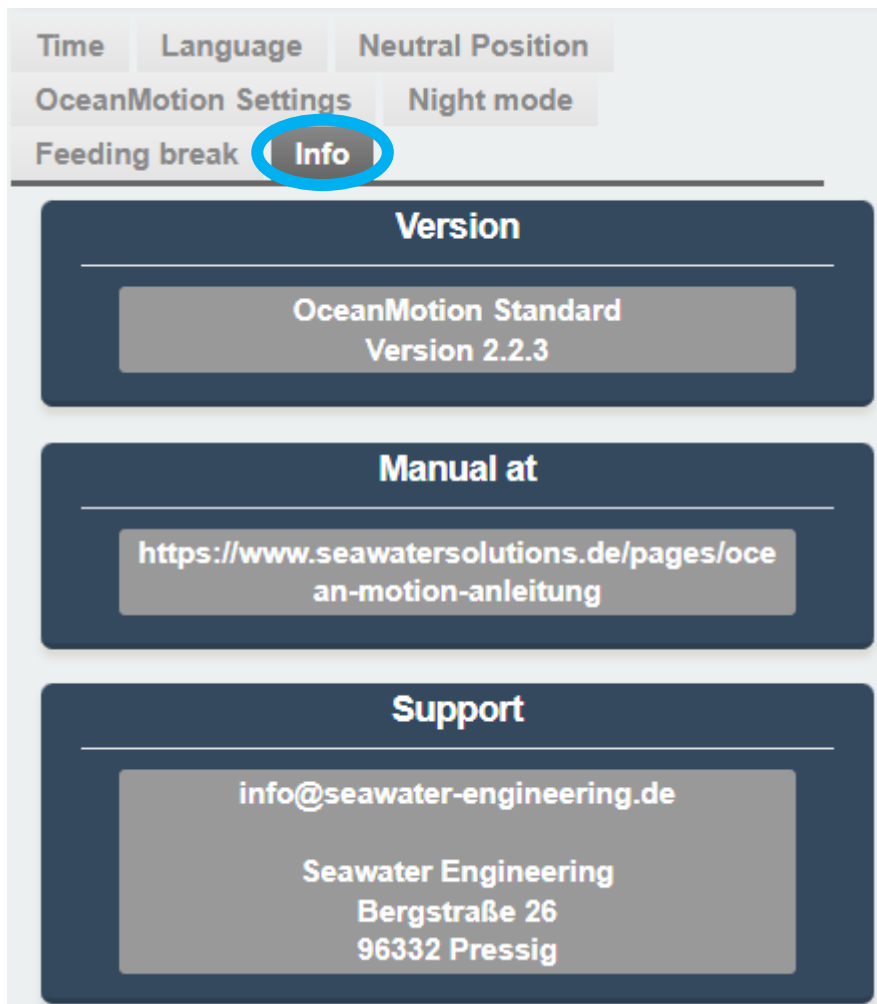 Time Language Neutral Position
OceanMotion Settings Night mode
Feeding break Info
Version
OceanMotion Standard
Version 2.2.3
Manual at
https://www.seawatersolutions.de/pages/oce
an-motion-anleitung
Support
info@seawater-engineering.de
Seawater Engineering
Bergstraße 26
96332 Pressig